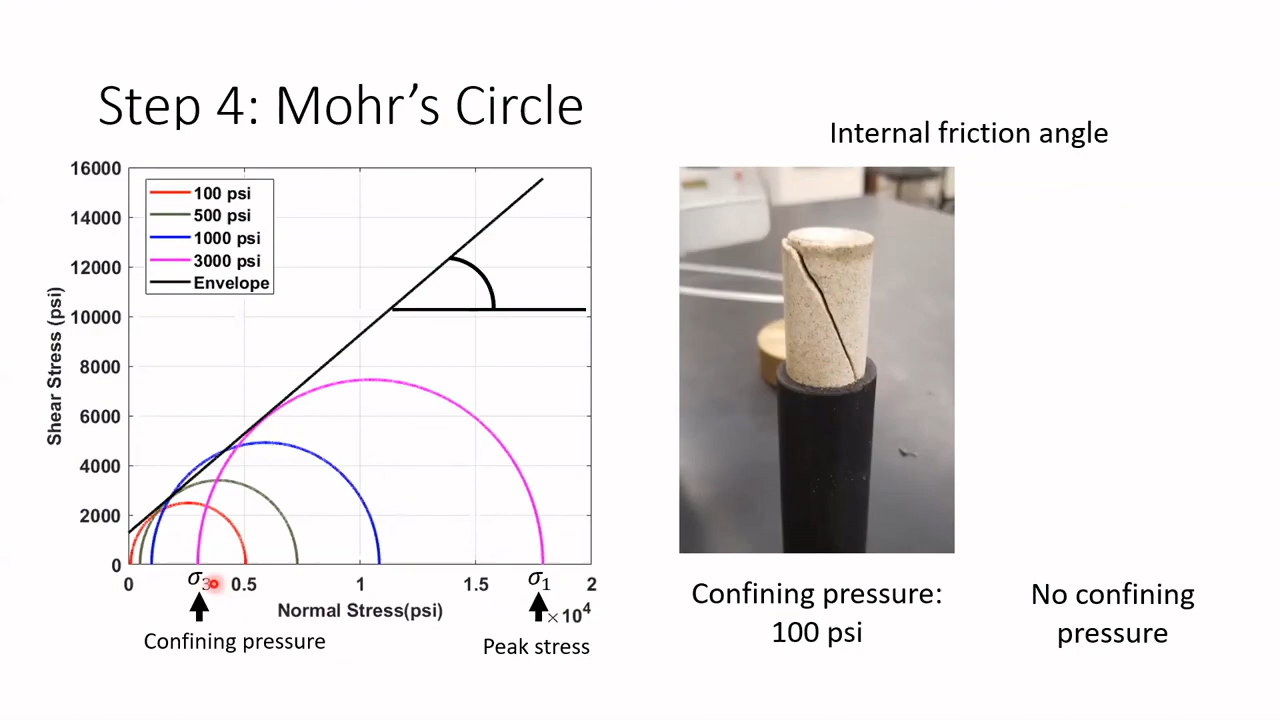 Step 4: Mohr’s Circle
Internal friction angle
16000
14000
12000
10000
8000
6000
4000
2000
0
Shear Stress (psi)
100 psi
500 psi
1000 psi
3000 psi
Envelope
0
0.5
1
1.5
2
σ3
σ1
Normal Stress(psi)
×10^4
Confining pressure
Peak stress
Confining pressure:
100 psi
No confining
pressure